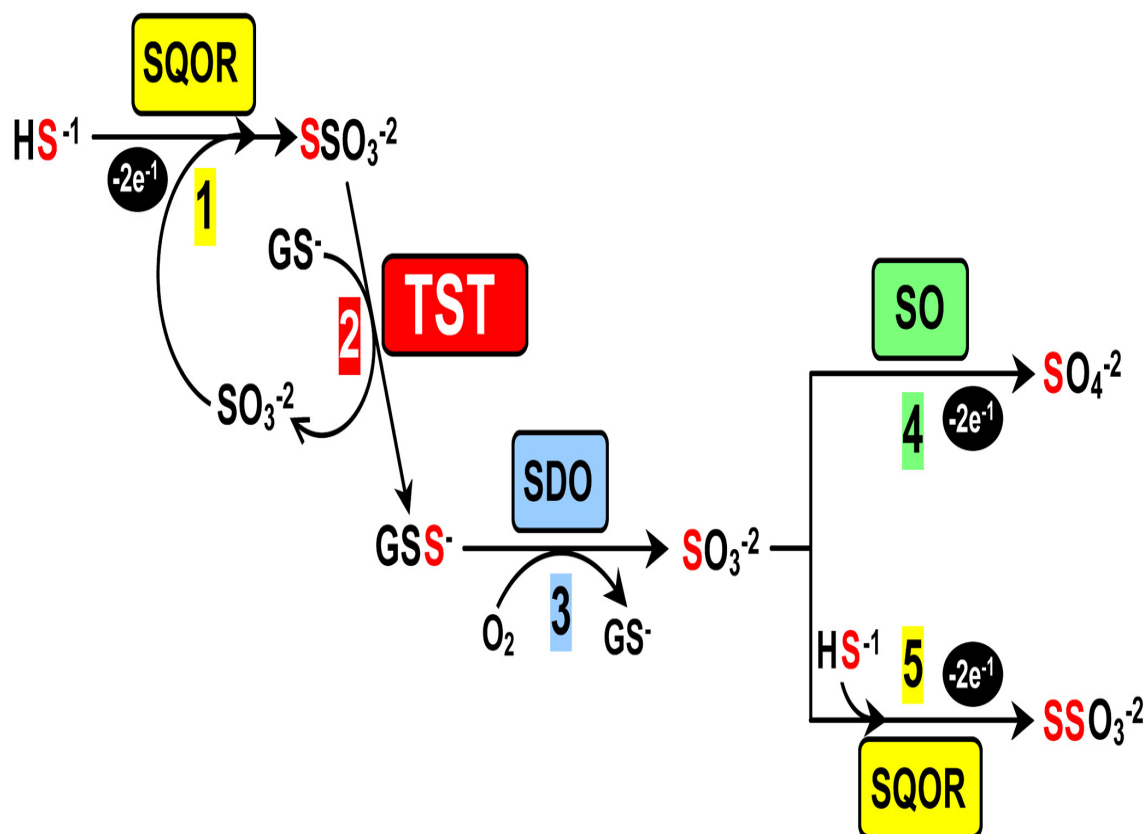 SQOR
HS⁻¹
SSO₃⁻²
-2e⁻¹
1
GS⁻
TST
2
SO₃⁻²
SO
SO₄⁻²
4
-2e⁻¹
SDO
GSS⁻
SO₃⁻²
3
O₂
GS⁻
HS⁻¹
5
-2e⁻¹
SSO₃⁻²
SQOR